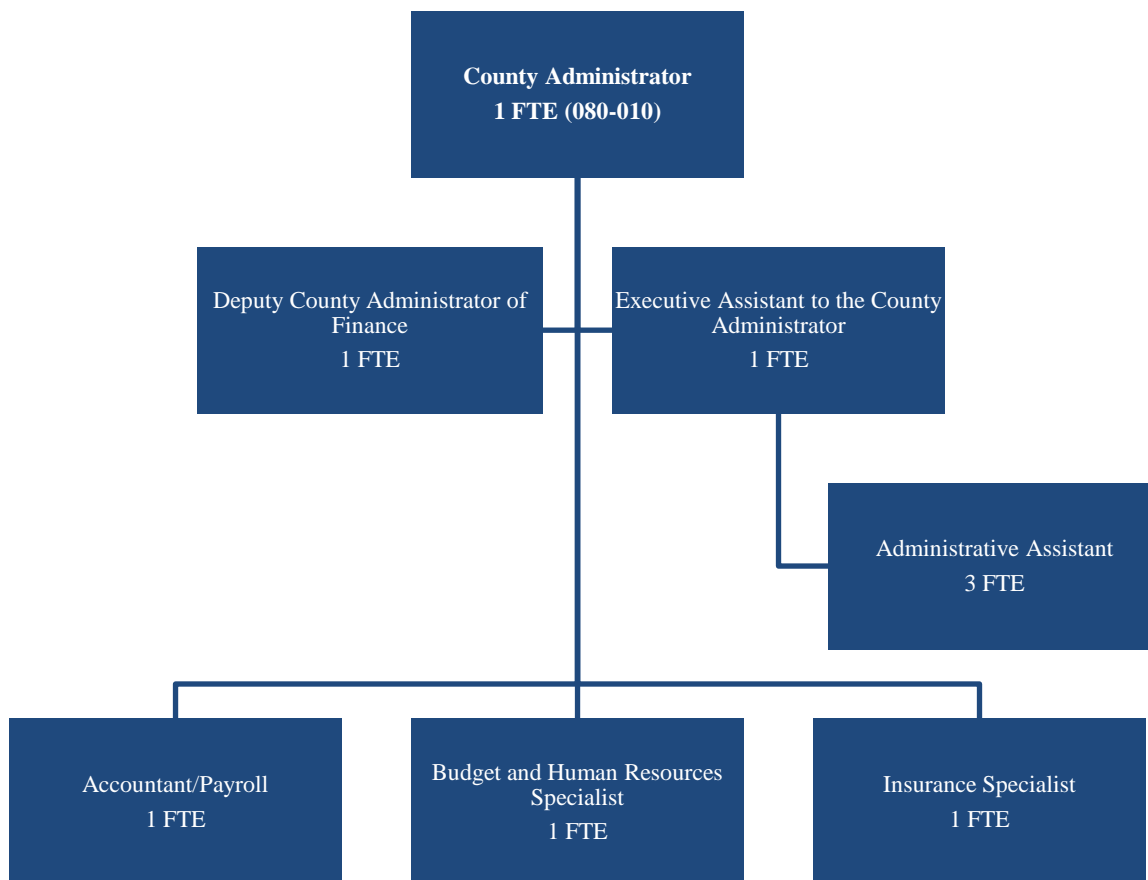 County Administrator
1 FTE (080-010)
Deputy County Administrator of
Finance
1 FTE
Executive Assistant to the County
Administrator
1 FTE
Administrative Assistant
3 FTE
Accountant/Payroll
1 FTE
Budget and Human Resources
Specialist
1 FTE
Insurance Specialist
1 FTE